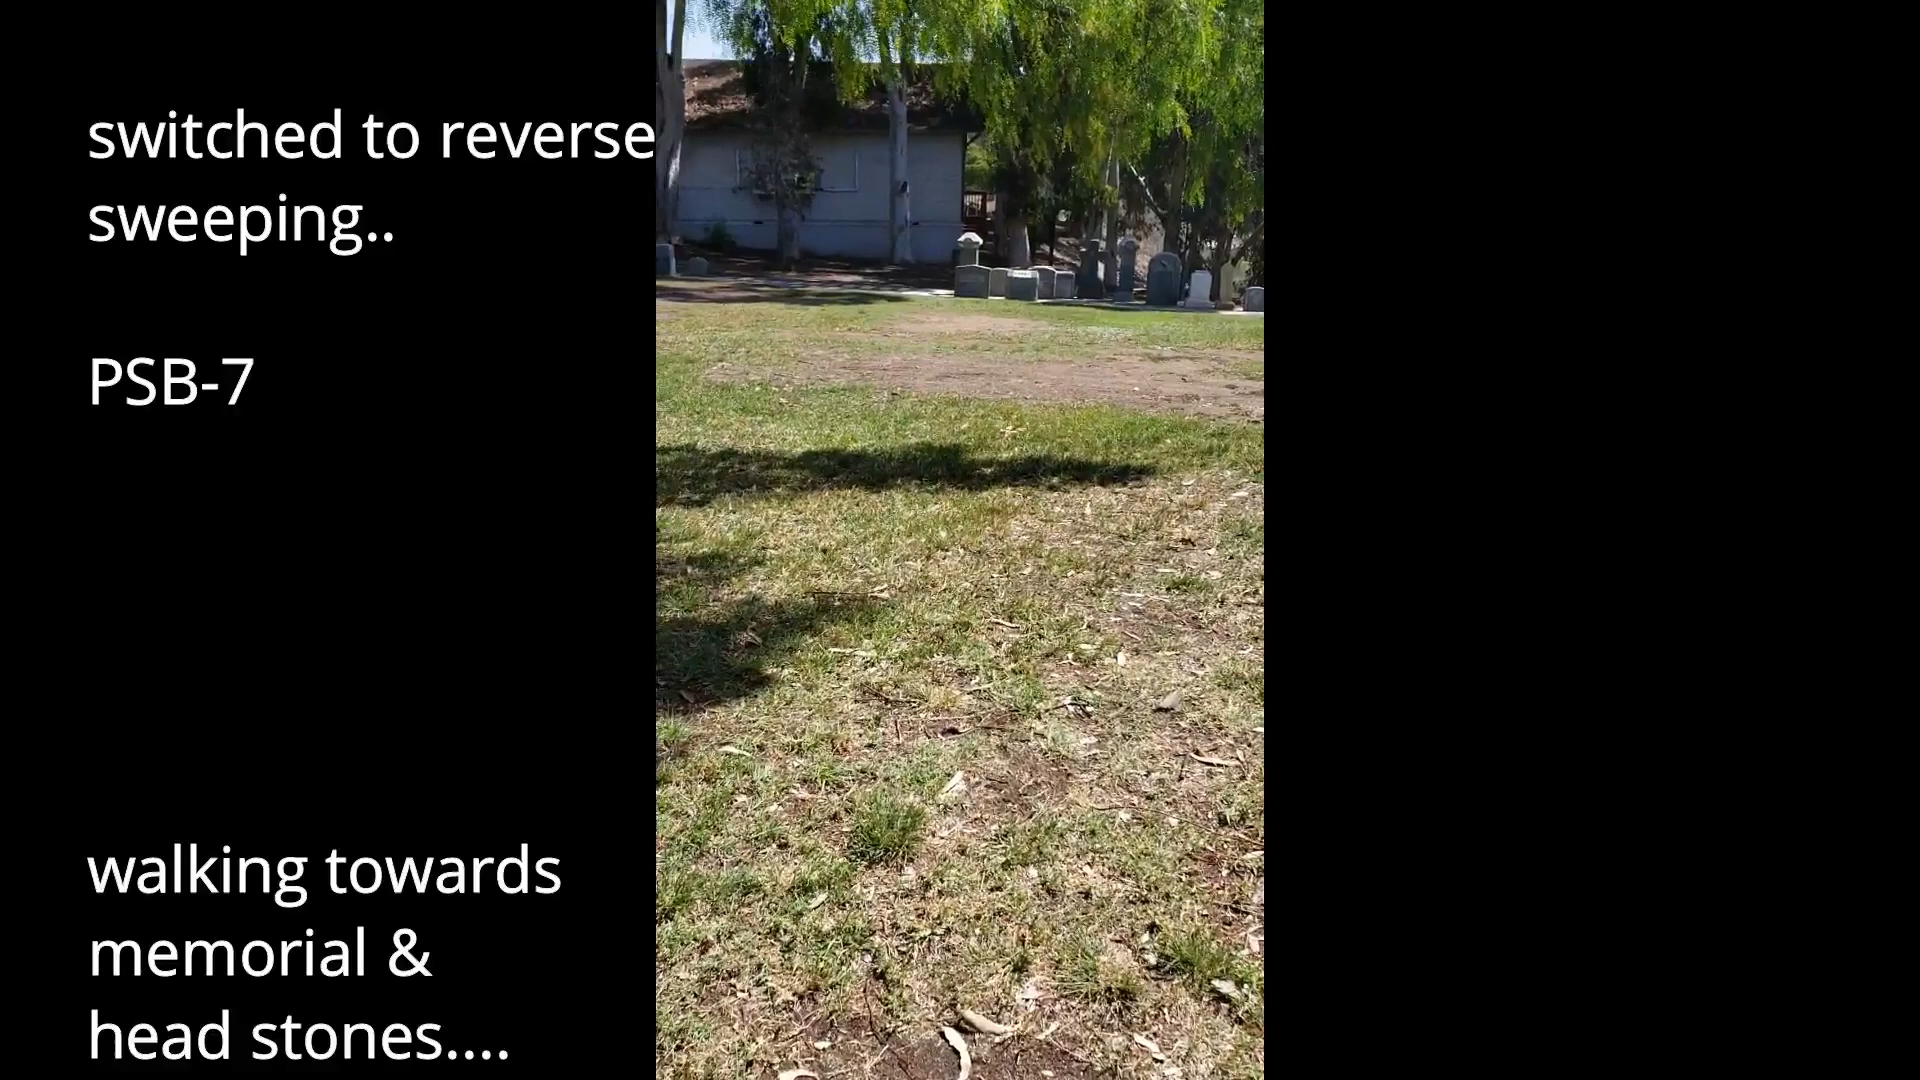 switched to reverse
sweeping..
PSB-7
walking towards
memorial &
head stones....